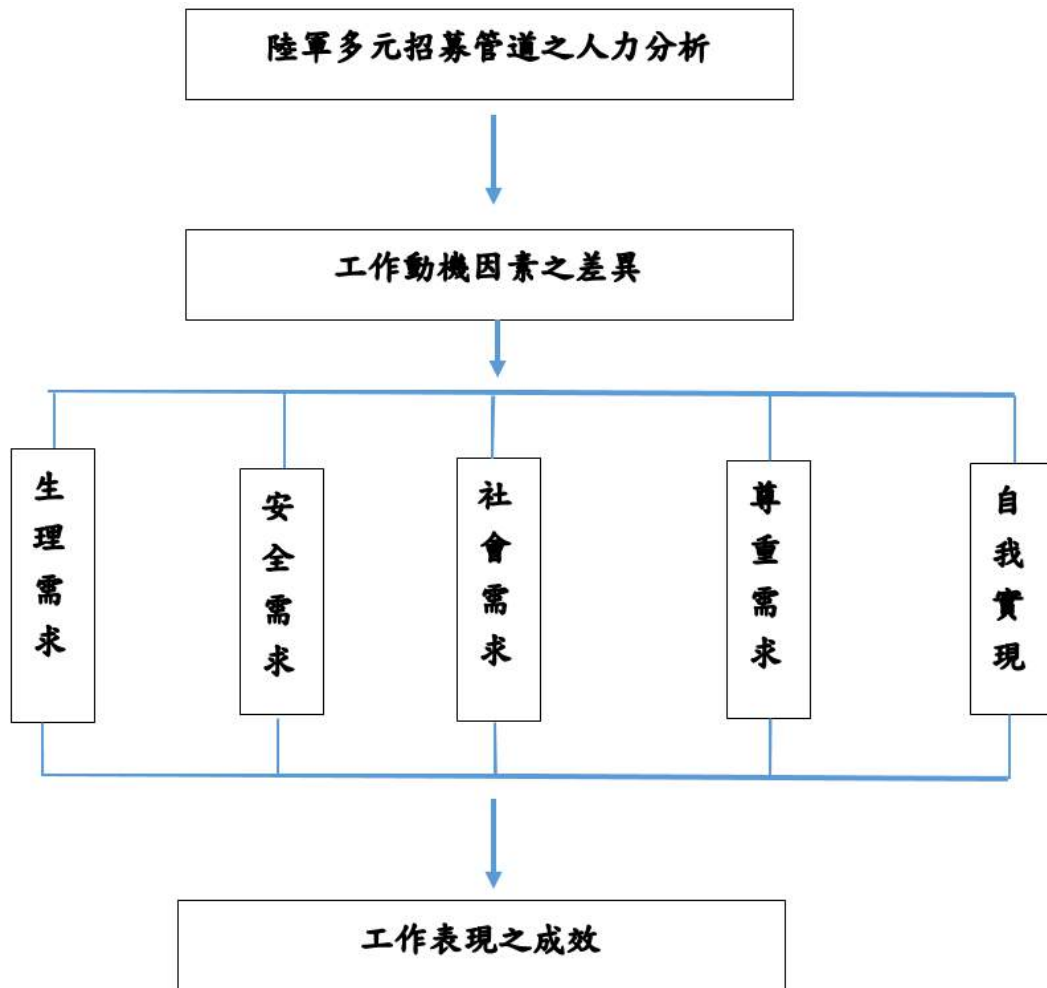 陸軍多元招募管道之人力分析
工作動機因素之差異
生理需求
安全需求
社會需求
尊重需求
自我實現
工作表現之成效